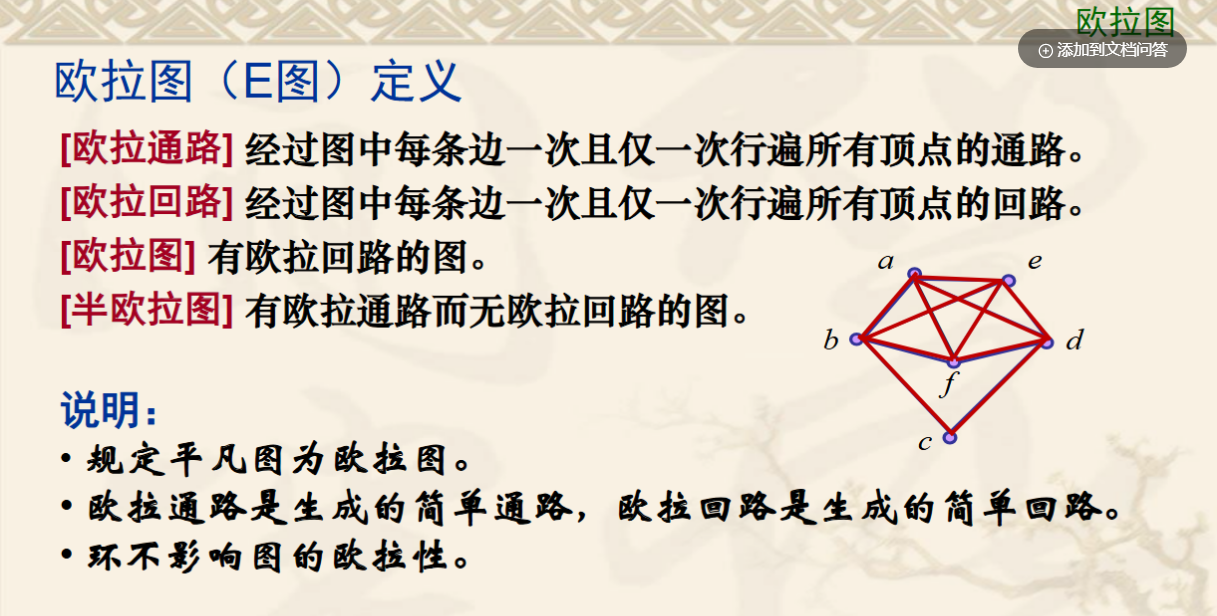 欧拉图
添加到文档问答
欧拉图（E图）定义
[欧拉通路] 经过图中每条边一次且仅一次行遍所有顶点的通路。
[欧拉回路] 经过图中每条边一次且仅一次行遍所有顶点的回路。
[欧拉图] 有欧拉回路的图。
[半欧拉图] 有欧拉通路而无欧拉回路的图。
a
e
b
d
f
c
说明：
• 规定平凡图为欧拉图。
• 欧拉通路是生成的简单通路，欧拉回路是生成的简单回路。
• 环不影响图的欧拉性。